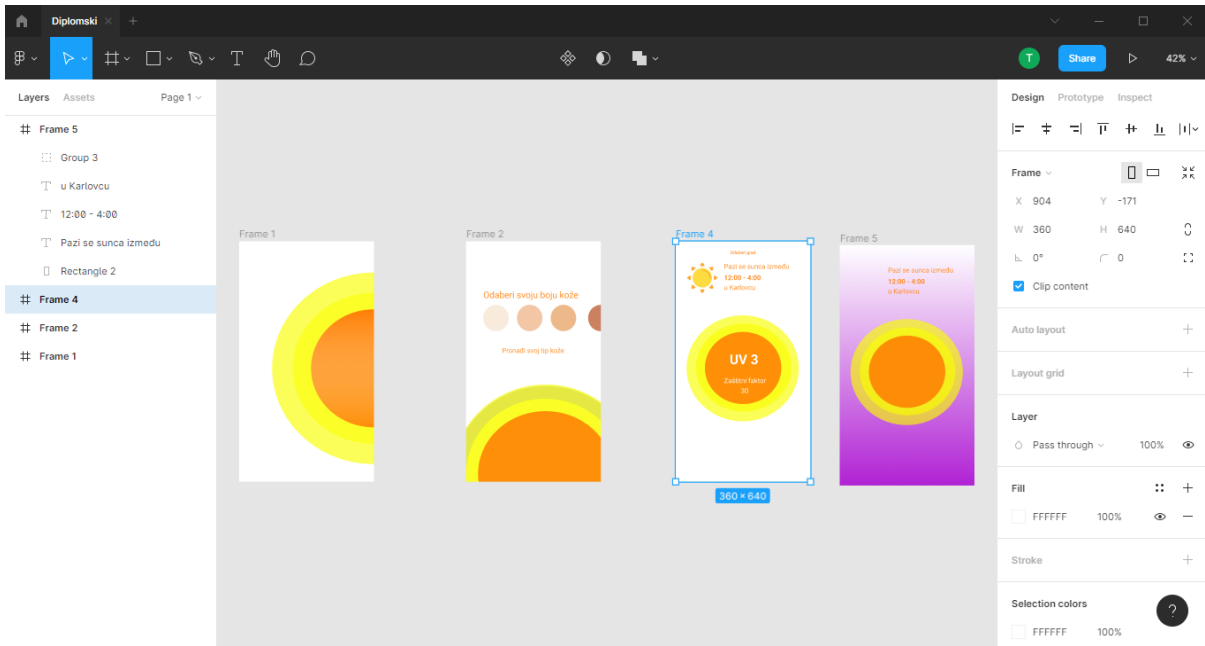 Diplomski
Share
42%
Layers Assets Page 1
Frame 5
Group 3
u Karlovcu
12:00 - 4:00
Pazi se sunca izmedu
Rectangle 2
Frame 4
Frame 2
Frame 1
Frame 1
Frame 2
Odaberi svoju boju kože
Pronađi svoj tip kože
Frame 4
Odaberi grad
Pazi se sunca između
12:00 - 4:00
u Karlovcu
UV 3
Zaštitni faktor
30
360 × 640
Frame 5
Pazi se sunca između
12:00 - 4:00
u Karlovcu
T
Design Prototype Inspect
Frame
X 904 Y -171
W 360 H 640
0° 0
Clip content
Auto layout
Layout grid
Layer
Pass through 100%
Fill
FFFFFF 100%
Stroke
Selection colors
?
FFFFFF 100%